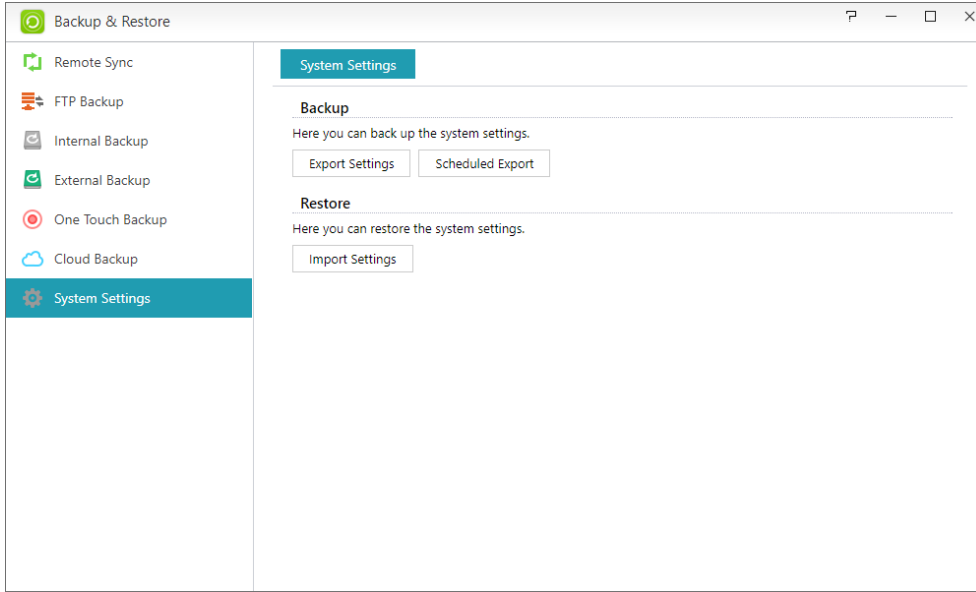 Backup & Restore
Remote Sync
FTP Backup
Internal Backup
External Backup
One Touch Backup
Cloud Backup
System Settings
System Settings
Backup
Here you can back up the system settings.
Export Settings
Scheduled Export
Restore
Here you can restore the system settings.
Import Settings